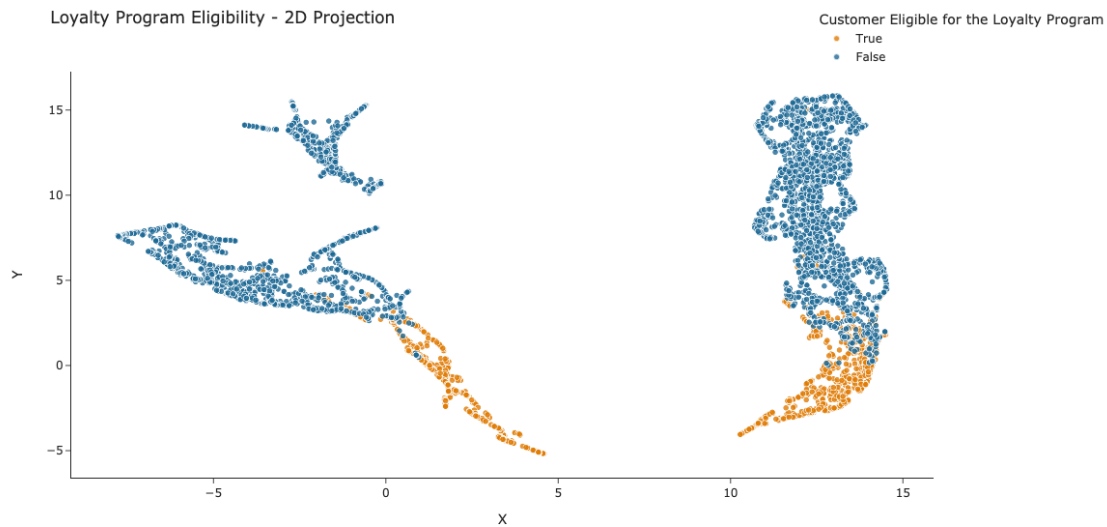 Loyalty Program Eligibility - 2D Projection
Customer Eligible for the Loyalty Program
True
False
15
10
5
0
−5
Y
−5
0
5
10
15
X